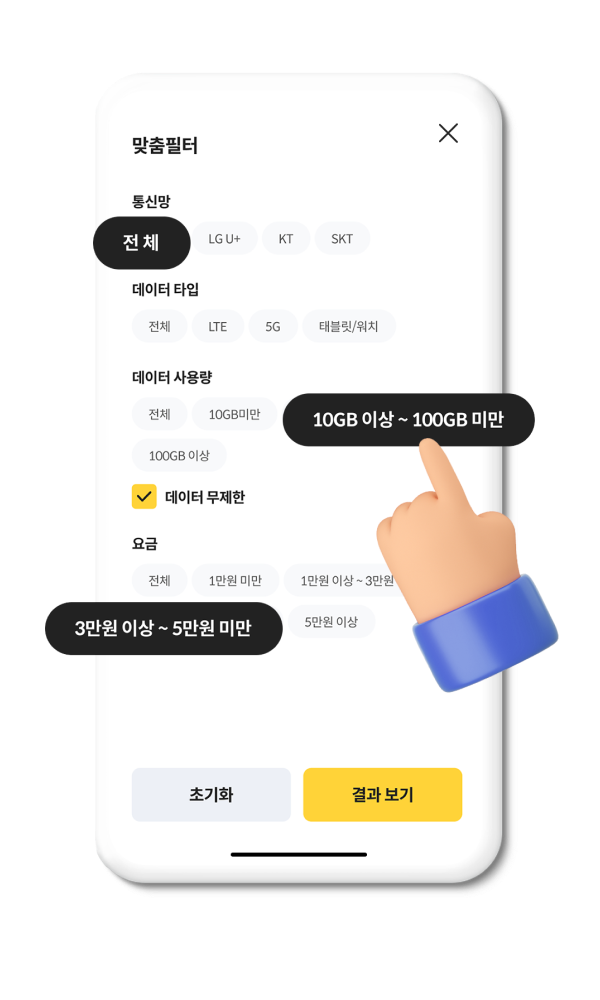 맞춤필터
통신망
전 체 LG U+ KT SKT
데이터 타입
전체 LTE 5G 태블릿/워치
데이터 사용량
전체 10GB미만 10GB 이상 ~ 100GB 미만
100GB 이상
데이터 무제한
요금
전체 1만원 미만 1만원 이상 ~ 3만원
3만원 이상 ~ 5만원 미만 5만원 이상
초기화 결과 보기